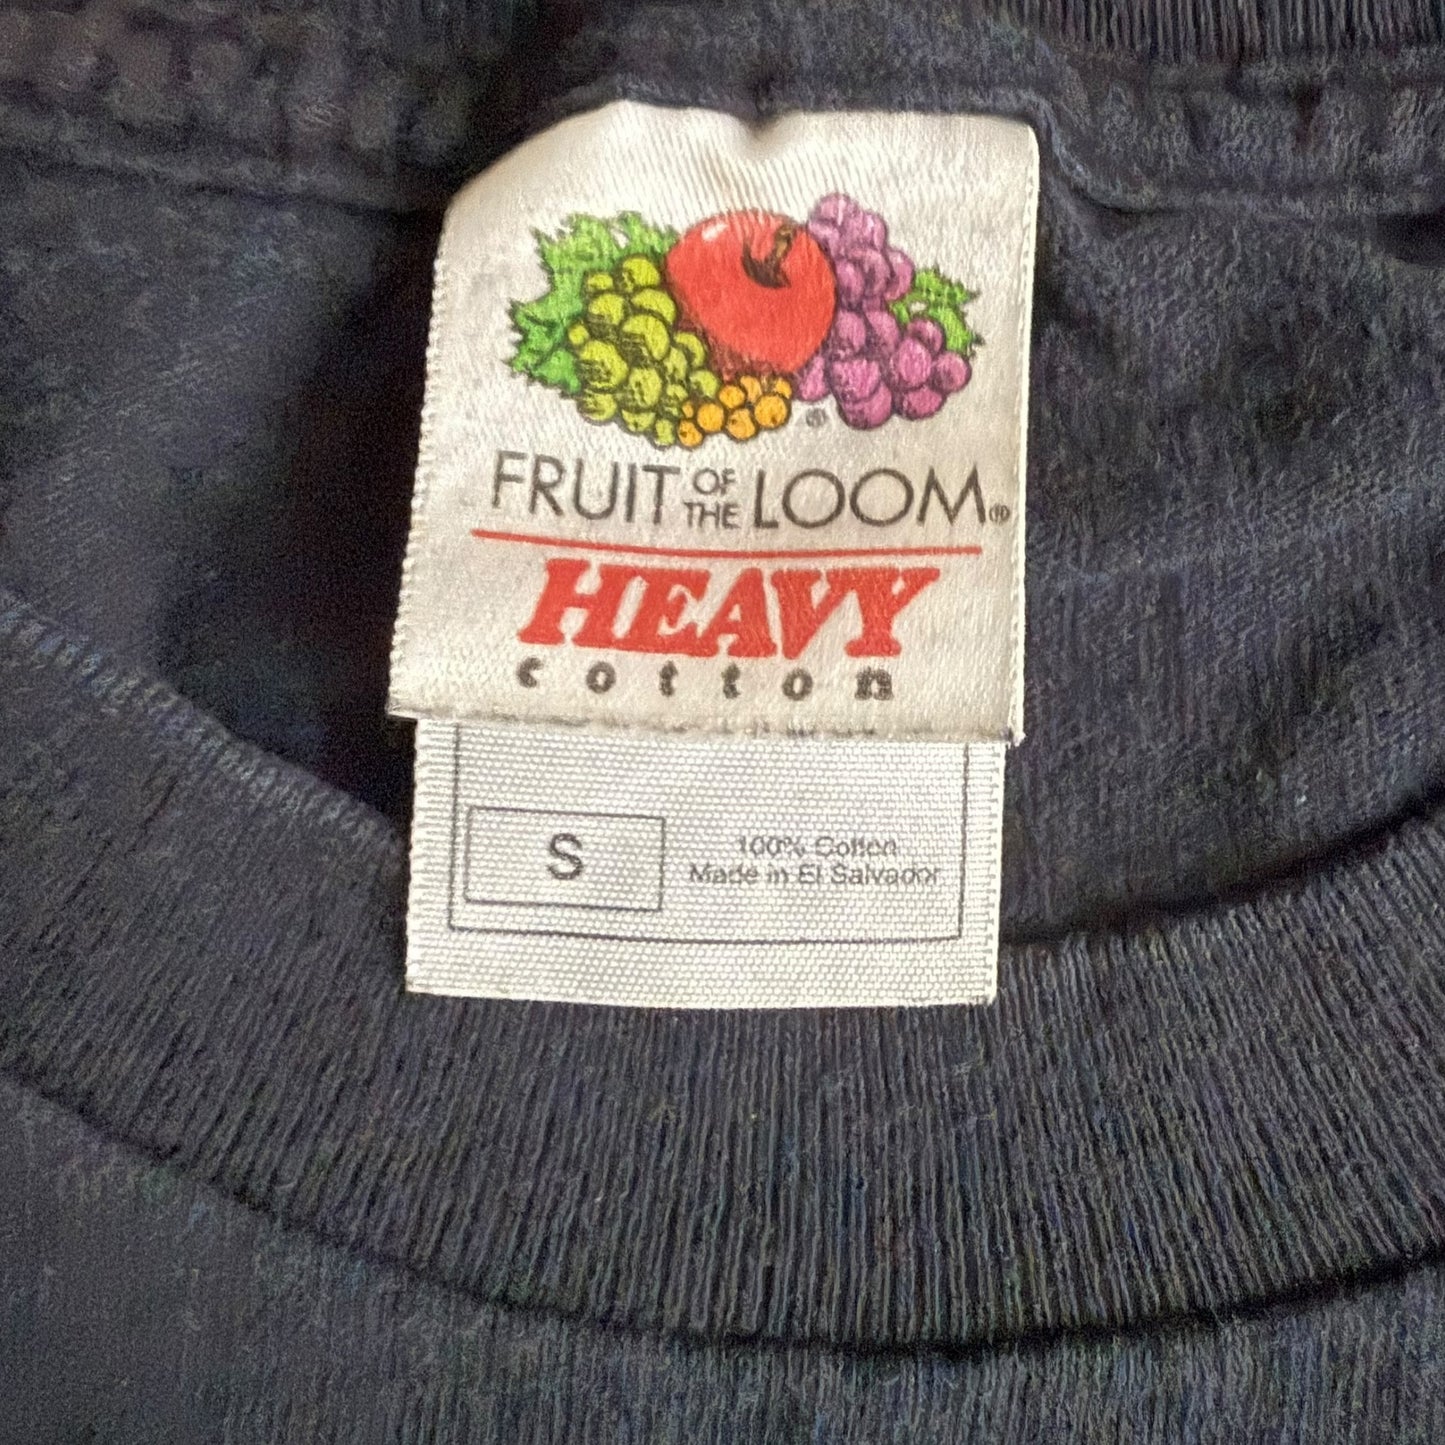 ®
FRUIT OF THE LOOM®
HEAVY
cotton
S
100% Cotton
Made in El Salvador